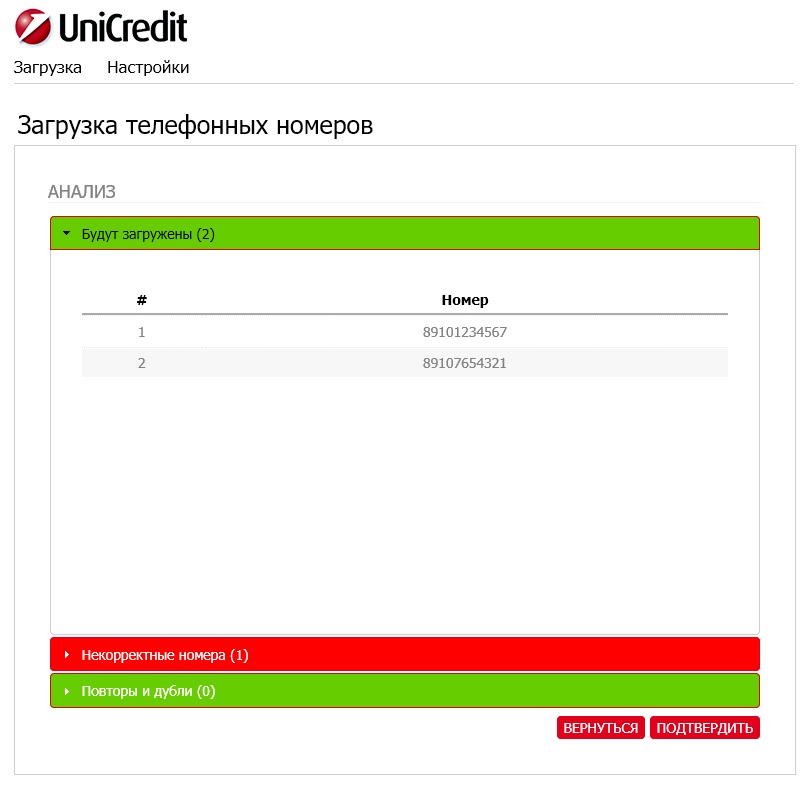 UniCredit
Загрузка Настройки
Загрузка телефонных номеров
АНАЛИЗ
Будут загружены (2)
# Номер
1 89101234567
2 89107654321
Некорректные номера (1)
Повторы и дубли (0)
ВЕРНУТЬСЯ ПОДТВЕРДИТЬ